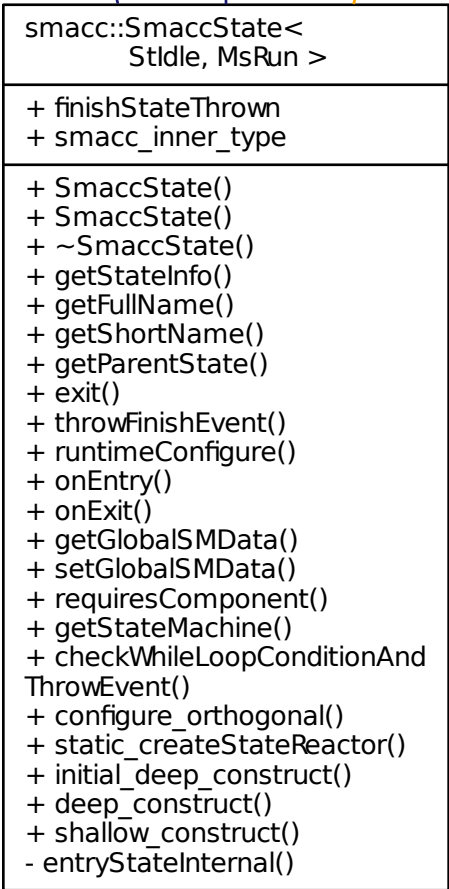 smacc::SmaccState<
StIdle, MsRun >
+ finishStateThrown
+ smacc_inner_type
+ SmaccState()
+ SmaccState()
+ ~SmaccState()
+ getStateInfo()
+ getFullName()
+ getShortName()
+ getParentState()
+ exit()
+ throwFinishEvent()
+ runtimeConfigure()
+ onEntry()
+ onExit()
+ getGlobalSMData()
+ setGlobalSMData()
+ requiresComponent()
+ getStateMachine()
+ checkWhileLoopConditionAnd
ThrowEvent()
+ configure_orthogonal()
+ static_createStateReactor()
+ initial_deep_construct()
+ deep_construct()
+ shallow_construct()
- entryStateInternal()